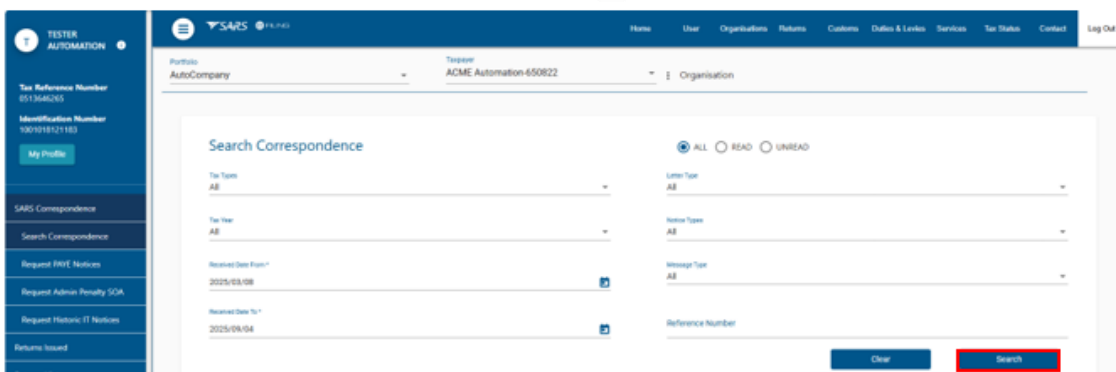 T
TESTER
AUTOMATION
Tax Reference Number
0513646265
Identification Number
1001018121183
My Profile
SARS Correspondence
Search Correspondence
Request PAYE Notices
Request Admin Penalty SOA
Request Historic IT Notices
Returns Issued
SARS eFILING
Home User Organisations Returns Customs Duties & Levies Services Tax Status Contact Log Out
Portfolio
AutoCompany
Taxpayer
ACME Automation-650822
Organisation
Search Correspondence
ALL READ UNREAD
Tax Types
All
Letter Type
All
Tax Year
All
Notice Types
All
Received Date From *
2025/03/08
Message Type
All
Received Date To *
2025/09/04
Reference Number
Clear Search